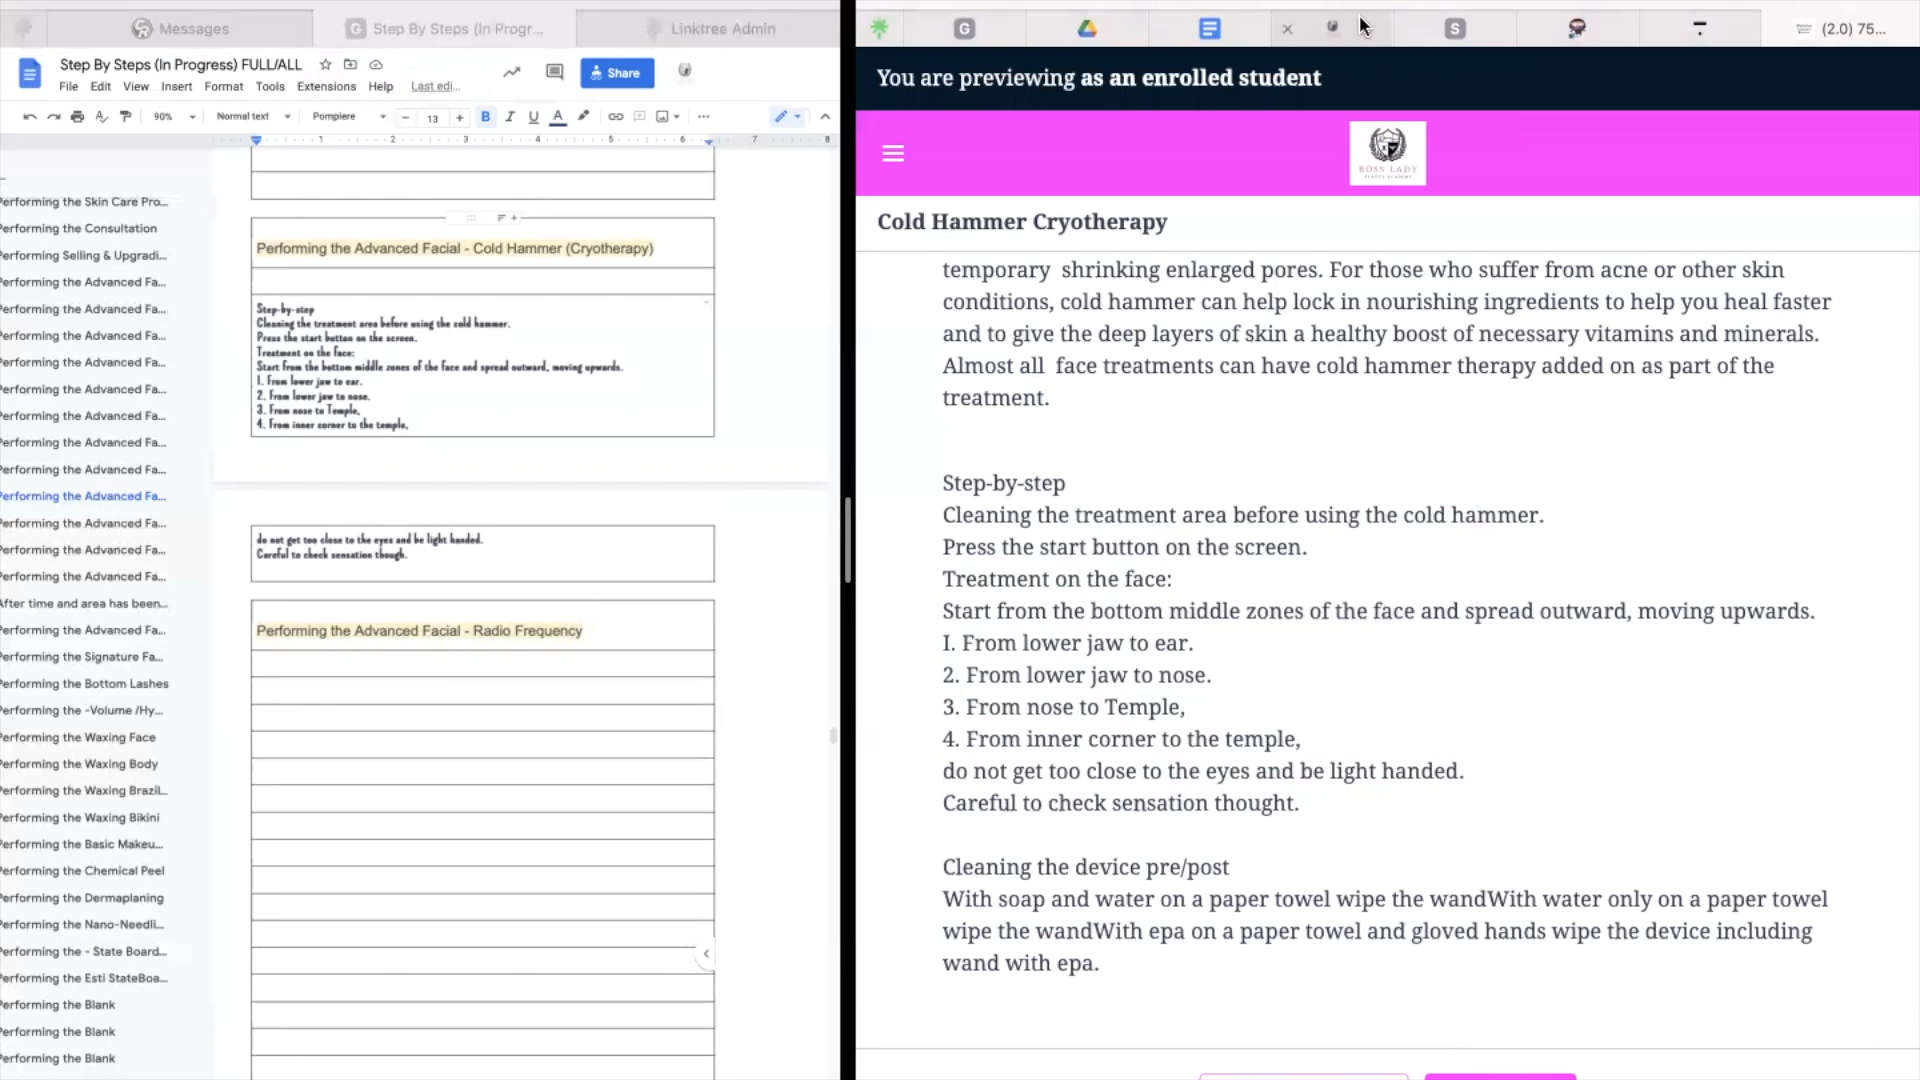 Messages
Step By Steps (In Progr...
Linktree Admin
Step By Steps (In Progress) FULL/ALL
Share
File Edit View Insert Format Tools Extensions Help Last edi...
90% Normal text Pompiere 13 B I U A
1 2 3 4 5 6 7 8
Performing the Skin Care Pro...
Performing the Consultation
Performing Selling & Upgradi...
Performing the Advanced Fa...
Performing the Advanced Fa...
Performing the Advanced Fa...
Performing the Advanced Fa...
Performing the Advanced Fa...
Performing the Advanced Fa...
Performing the Advanced Fa...
Performing the Advanced Fa...
Performing the Advanced Fa...
Performing the Advanced Fa...
Performing the Advanced Fa...
Performing the Advanced Fa...
After time and area has been...
Performing the Advanced Fa...
Performing the Signature Fa...
Performing the Bottom Lashes
Performing the -Volume /Hy...
Performing the Waxing Face
Performing the Waxing Body
Performing the Waxing Brazil...
Performing the Waxing Bikini
Performing the Basic Makeu...
Performing the Chemical Peel
Performing the Dermaplaning
Performing the Nano-Needli...
Performing the - State Board...
Performing the Esti StateBoa...
Performing the Blank
Performing the Blank
Performing the Blank
Performing the Advanced Facial - Cold Hammer (Cryotherapy)
Step-by-step
Cleaning the treatment area before using the cold hammer.
Press the start button on the screen.
Treatment on the face:
Start from the bottom middle zones of the face and spread outward, moving upwards.
1. From lower jaw to ear.
2. From lower jaw to nose.
3. From nose to Temple,
4. From inner corner to the temple,
do not get too close to the eyes and be light handed.
Careful to check sensation though.
Performing the Advanced Facial - Radio Frequency
G
S
(2.0) 75...
You are previewing as an enrolled student
BOSS LADY
BEAUTY ACADEMY
Cold Hammer Cryotherapy
temporary shrinking enlarged pores. For those who suffer from acne or other skin
conditions, cold hammer can help lock in nourishing ingredients to help you heal faster
and to give the deep layers of skin a healthy boost of necessary vitamins and minerals.
Almost all face treatments can have cold hammer therapy added on as part of the
treatment.
Step-by-step
Cleaning the treatment area before using the cold hammer.
Press the start button on the screen.
Treatment on the face:
Start from the bottom middle zones of the face and spread outward, moving upwards.
I. From lower jaw to ear.
2. From lower jaw to nose.
3. From nose to Temple,
4. From inner corner to the temple,
do not get too close to the eyes and be light handed.
Careful to check sensation thought.
Cleaning the device pre/post
With soap and water on a paper towel wipe the wandWith water only on a paper towel
wipe the wandWith epa on a paper towel and gloved hands wipe the device including
wand with epa.